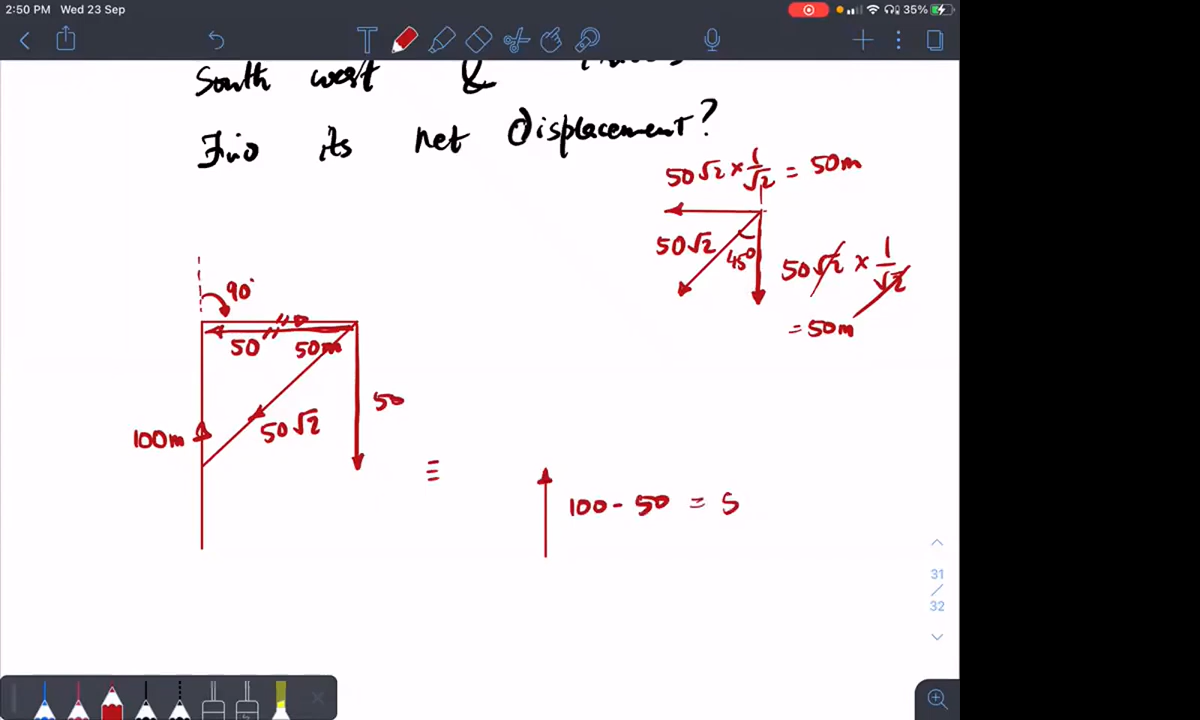 2:50 PM Wed 23 Sep
35%
T
South west &
Find its net displacement?
50√2 × 1/√2 = 50m
50√2
45°
50√2 × 1/√2
= 50m
90°
50
50m
50
100m
50√2
≡
100 - 50 = 5
31
/
32